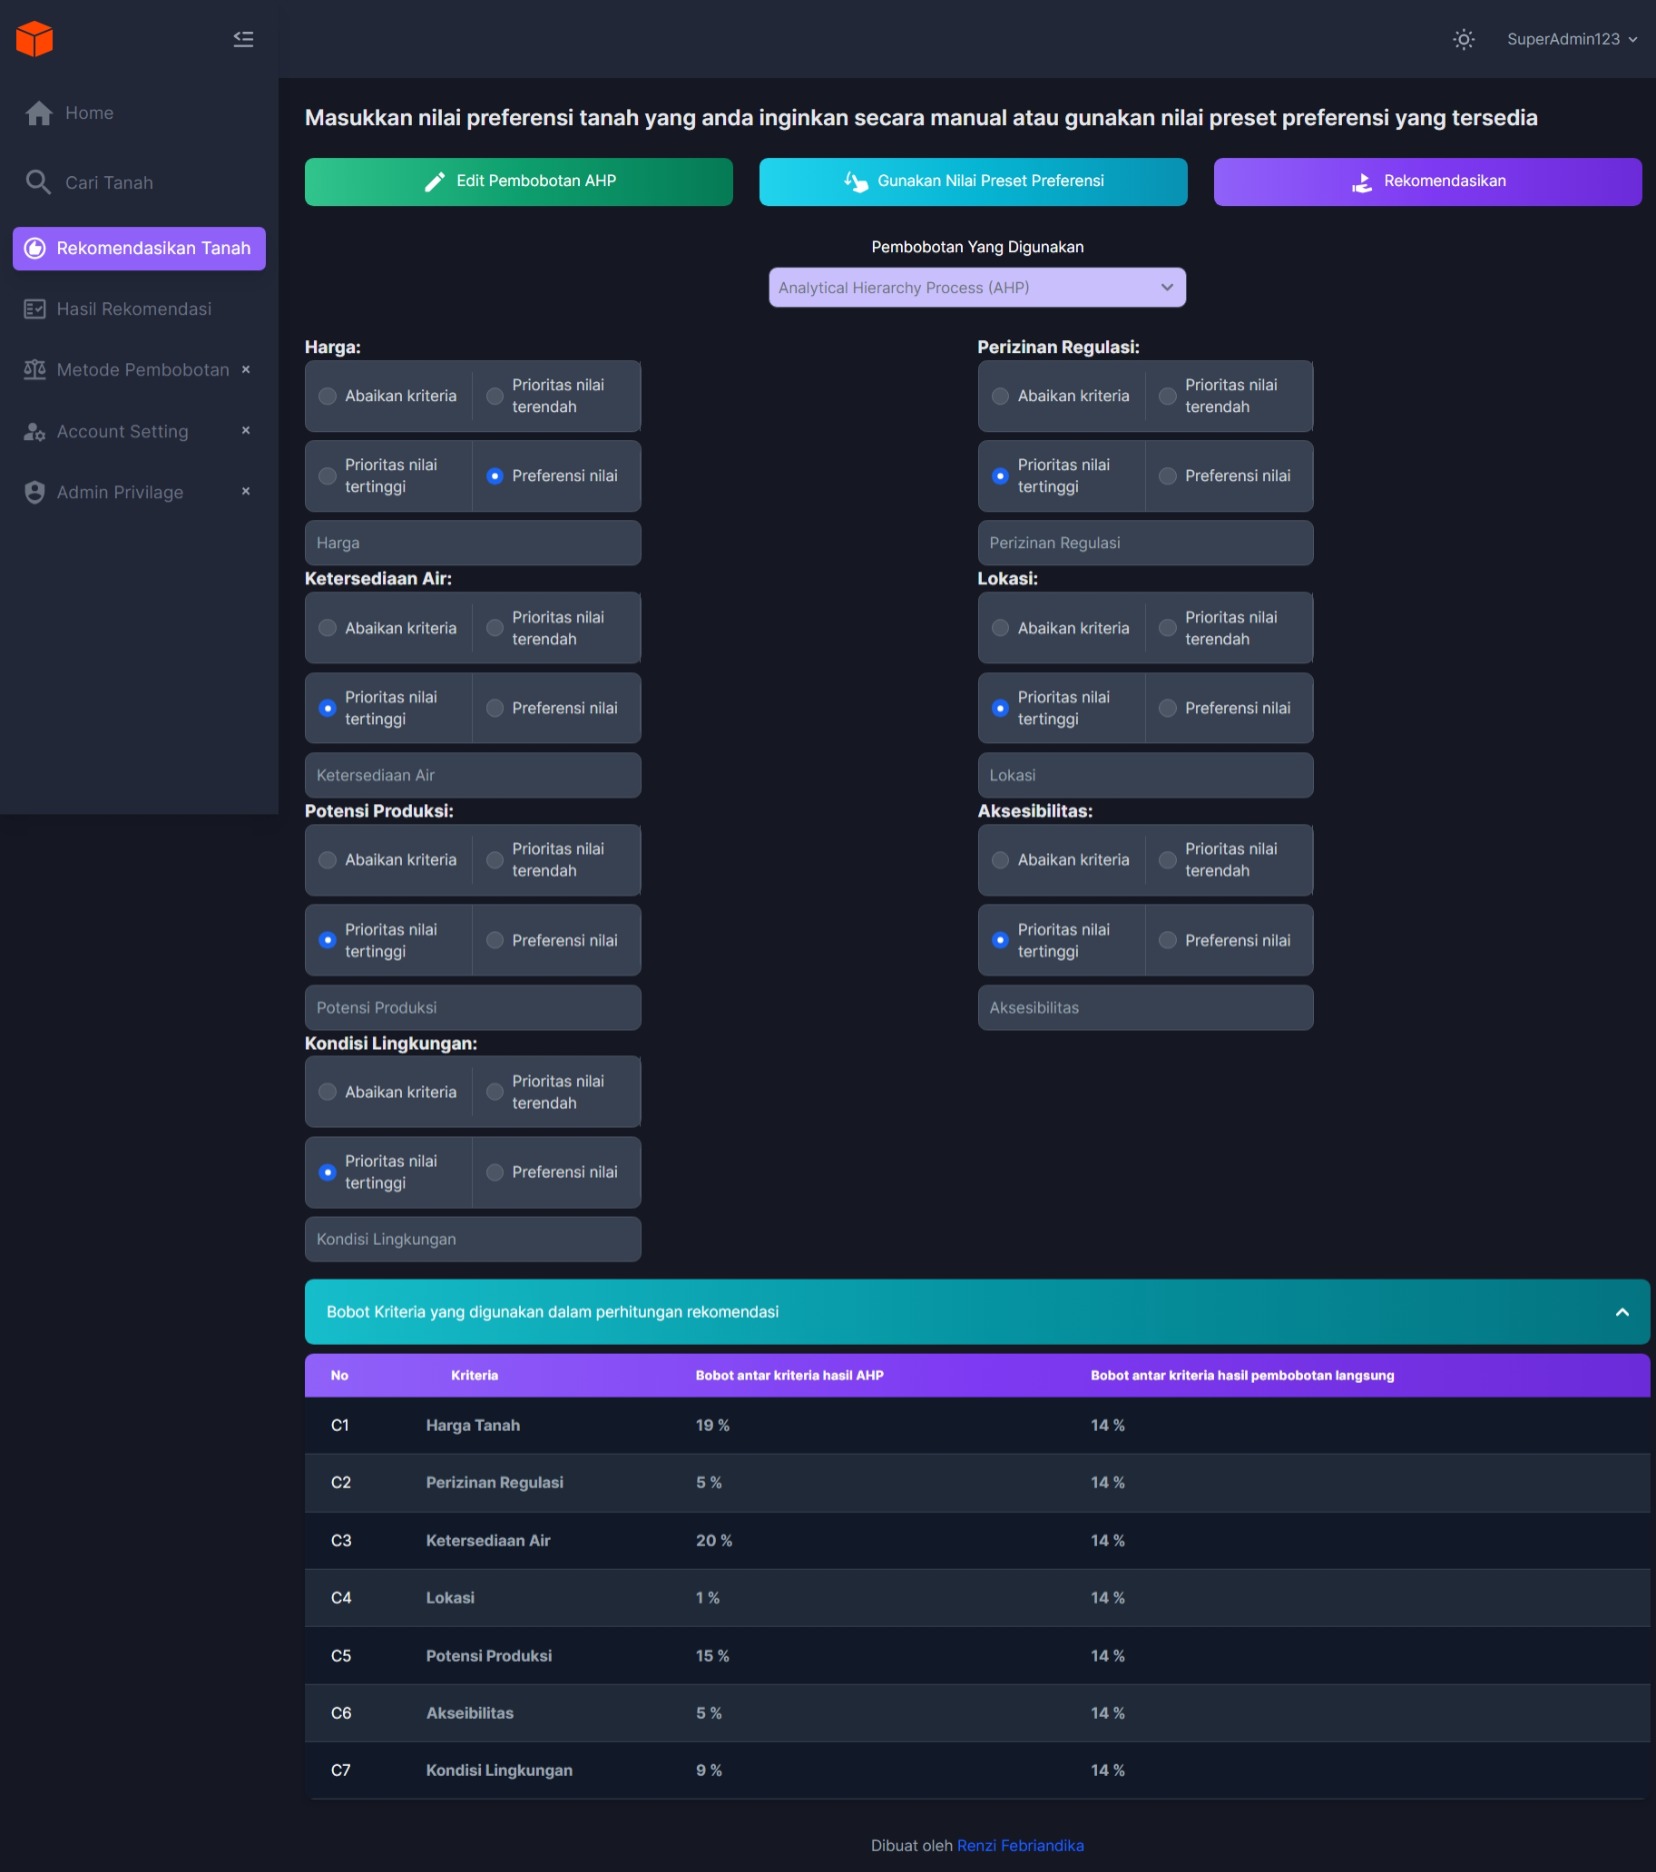 SuperAdmin123
Home
Cari Tanah
Rekomendasikan Tanah
Hasil Rekomendasi
Metode Pembobotan
Account Setting
Admin Privilage
Masukkan nilai preferensi tanah yang anda inginkan secara manual atau gunakan nilai preset preferensi yang tersedia
Edit Pembobotan AHP
Gunakan Nilai Preset Preferensi
Rekomendasikan
Pembobotan Yang Digunakan
Analytical Hierarchy Process (AHP)
Harga:
Abaikan kriteria
Prioritas nilai
terendah
Prioritas nilai
tertinggi
Preferensi nilai
Harga
Perizinan Regulasi:
Abaikan kriteria
Prioritas nilai
terendah
Prioritas nilai
tertinggi
Preferensi nilai
Perizinan Regulasi
Ketersediaan Air:
Abaikan kriteria
Prioritas nilai
terendah
Prioritas nilai
tertinggi
Preferensi nilai
Ketersediaan Air
Lokasi:
Abaikan kriteria
Prioritas nilai
terendah
Prioritas nilai
tertinggi
Preferensi nilai
Lokasi
Potensi Produksi:
Abaikan kriteria
Prioritas nilai
terendah
Prioritas nilai
tertinggi
Preferensi nilai
Potensi Produksi
Aksesibilitas:
Abaikan kriteria
Prioritas nilai
terendah
Prioritas nilai
tertinggi
Preferensi nilai
Aksesibilitas
Kondisi Lingkungan:
Abaikan kriteria
Prioritas nilai
terendah
Prioritas nilai
tertinggi
Preferensi nilai
Kondisi Lingkungan
Bobot Kriteria yang digunakan dalam perhitungan rekomendasi
No Kriteria Bobot antar kriteria hasil AHP Bobot antar kriteria hasil pembobotan langsung
C1 Harga Tanah 19 % 14 %
C2 Perizinan Regulasi 5 % 14 %
C3 Ketersediaan Air 20 % 14 %
C4 Lokasi 1 % 14 %
C5 Potensi Produksi 15 % 14 %
C6 Akseibilitas 5 % 14 %
C7 Kondisi Lingkungan 9 % 14 %
Dibuat oleh Renzi Febriandika